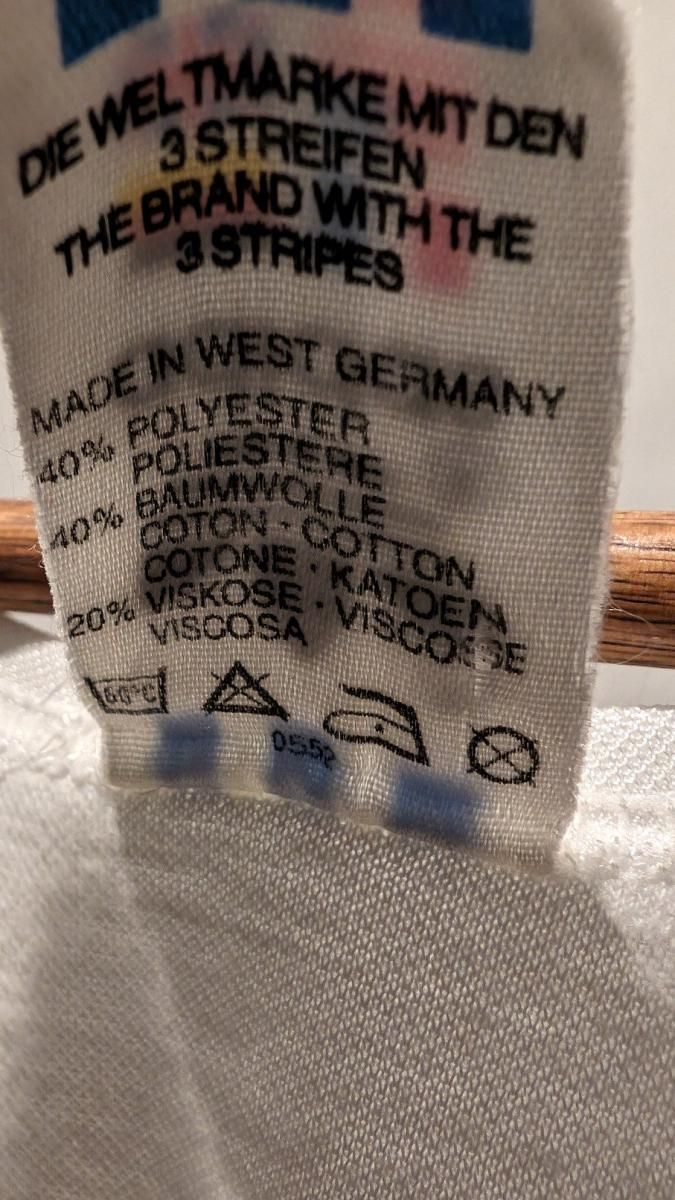 DIE WELTMARKE MIT DEN
3 STREIFEN
THE BRAND WITH THE
3 STRIPES
MADE IN WEST GERMANY
40% POLYESTER
POLIESTERE
40% BAUMWOLLE
COTON · COTTON
COTONE · KATOEN
20% VISKOSE · VISCOSSE
VISCOSA
60°C
0552